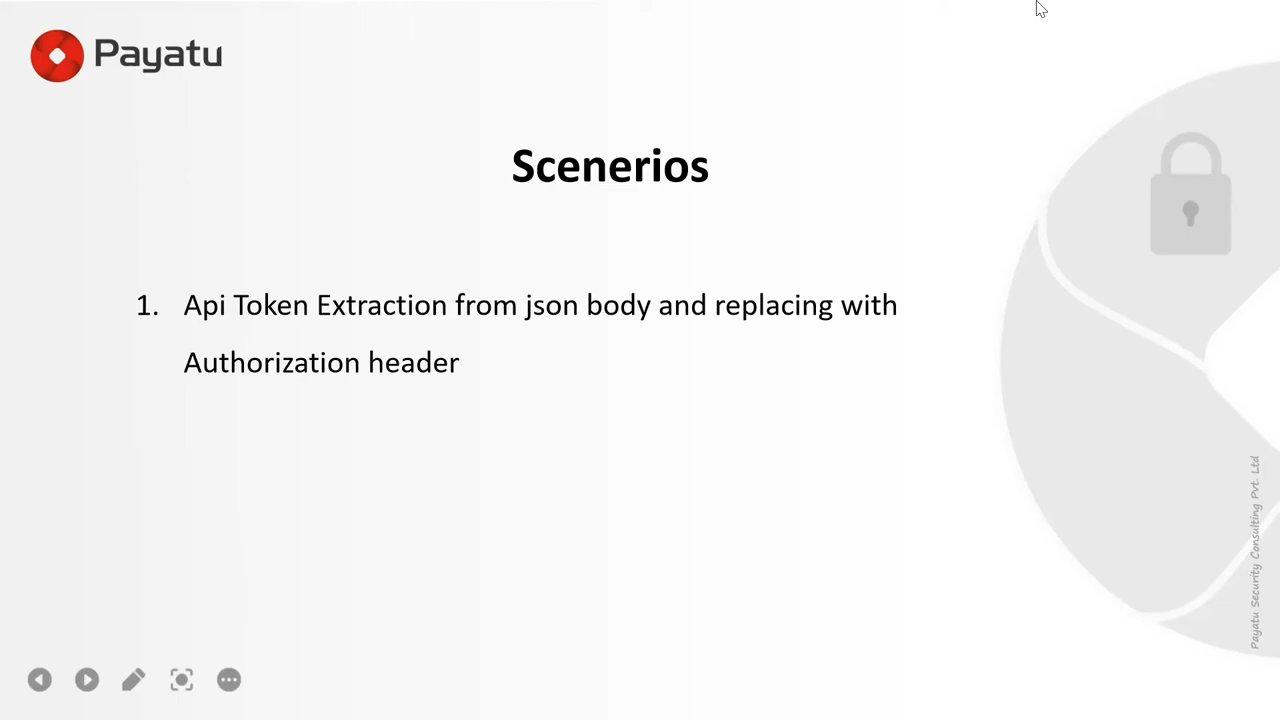 Payatu
Scenerios
1. Api Token Extraction from json body and replacing with
Authorization header
Payatu Security Consulting Pvt. Ltd